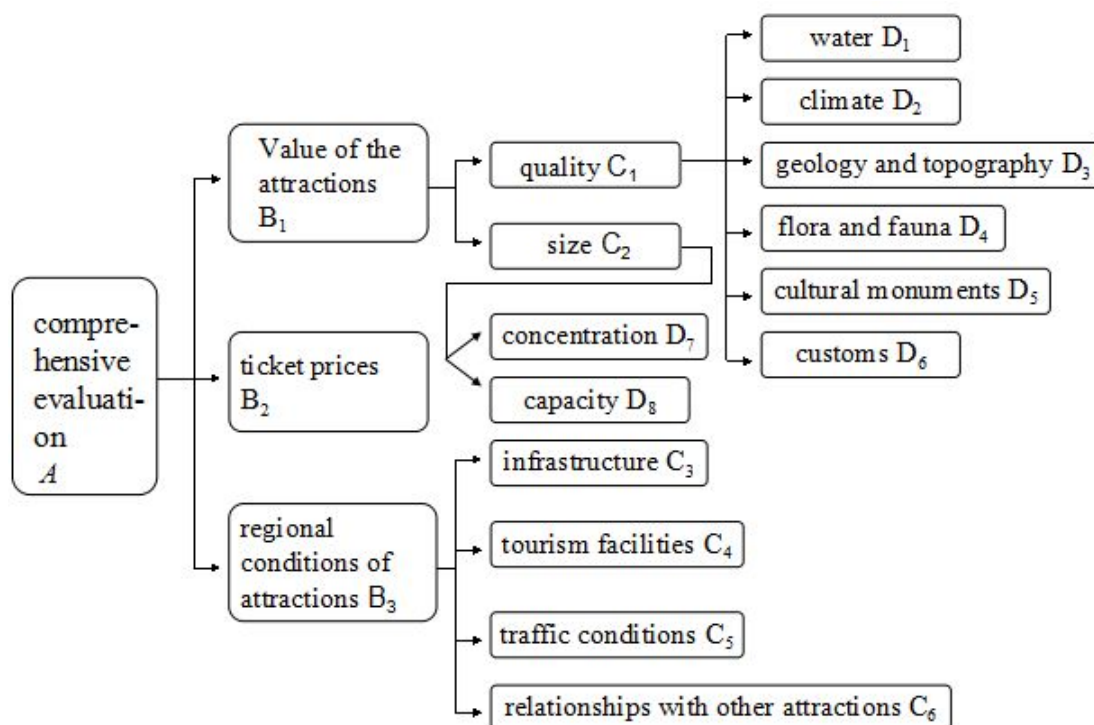 compre-
hensive
evaluati-
on
A
Value of the
attractions
B₁
ticket prices
B₂
regional
conditions of
attractions B₃
quality C₁
size C₂
concentration D₇
capacity D₈
infrastructure C₃
tourism facilities C₄
traffic conditions C₅
relationships with other attractions C₆
water D₁
climate D₂
geology and topography D₃
flora and fauna D₄
cultural monuments D₅
customs D₆